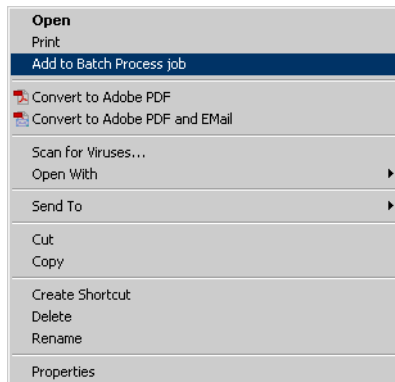 Open
Print
Add to Batch Process job
Convert to Adobe PDF
Convert to Adobe PDF and EMail
Scan for Viruses...
Open With
Send To
Cut
Copy
Create Shortcut
Delete
Rename
Properties